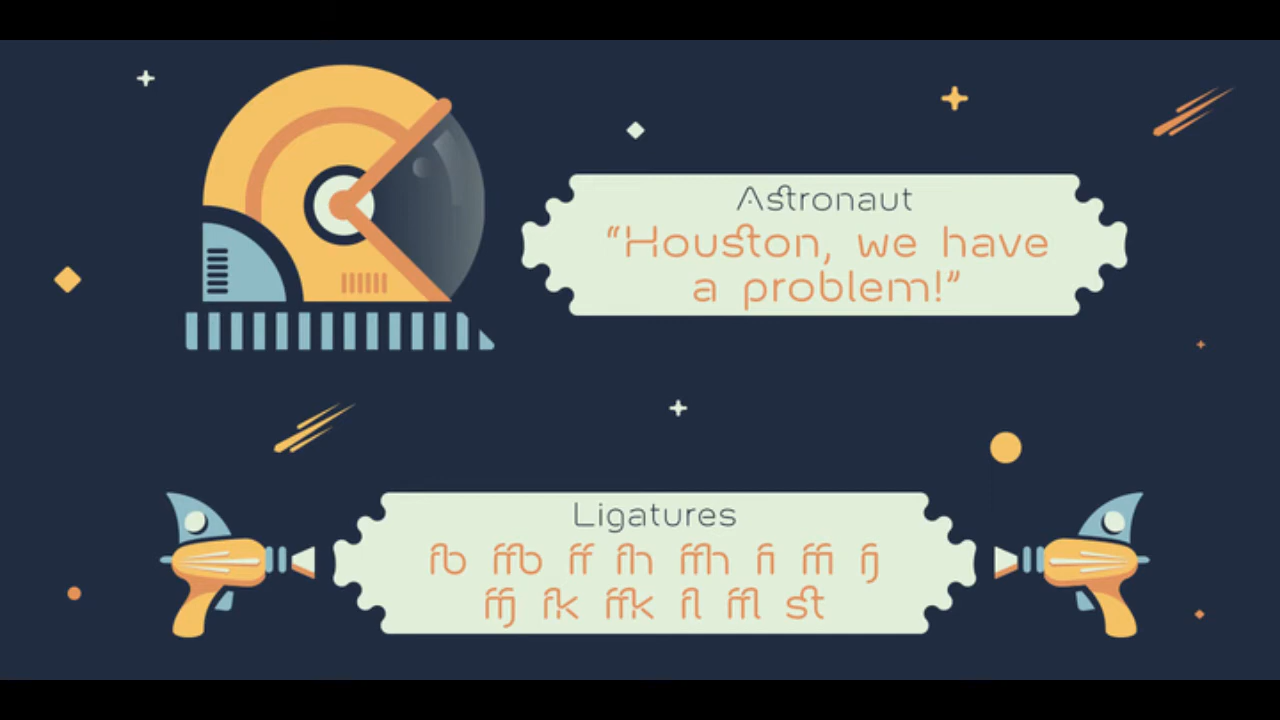 Astronaut
“Houston, we have
a problem!”
Ligatures
fb ffb ff fh ffh fi ffi fj
ffj fk ffk fl ffl st